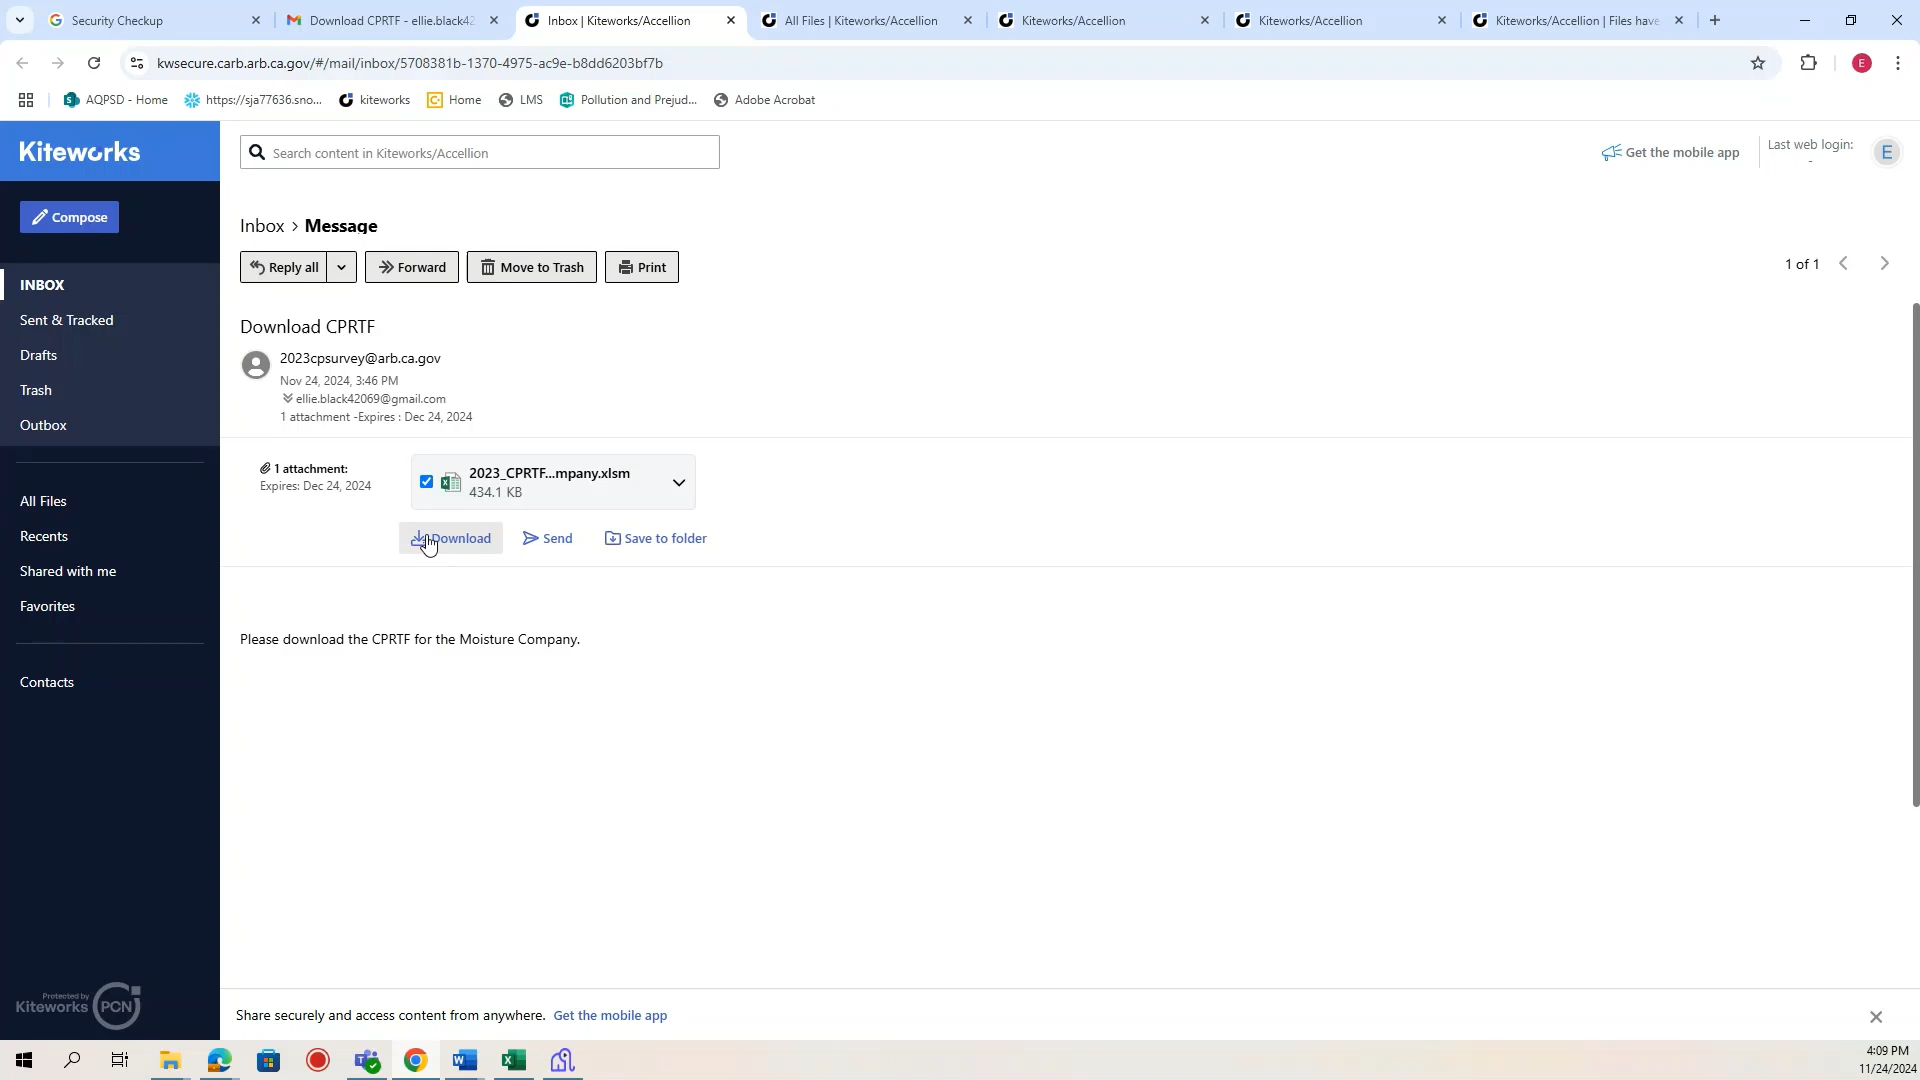 Security Checkup
Download CPRTF - ellie.black42
Inbox | Kiteworks/Accellion
All Files | Kiteworks/Accellion
Kiteworks/Accellion
Kiteworks/Accellion
Kiteworks/Accellion | Files have
kwsecure.carb.arb.ca.gov/#/mail/inbox/5708381b-1370-4975-ac9e-b8dd6203bf7b
E
AQPSD - Home
https://sja77636.sno...
kiteworks
Home
LMS
Pollution and Prejud...
Adobe Acrobat
Kiteworks
Search content in Kiteworks/Accellion
Get the mobile app
Last web login:
-
E
Compose
INBOX
Sent & Tracked
Drafts
Trash
Outbox
All Files
Recents
Shared with me
Favorites
Contacts
Protected by
Kiteworks PCN
Inbox > Message
Reply all
Forward
Move to Trash
Print
1 of 1
Download CPRTF
2023cpsurvey@arb.ca.gov
Nov 24, 2024, 3:46 PM
ellie.black42069@gmail.com
1 attachment -Expires : Dec 24, 2024
1 attachment:
Expires: Dec 24, 2024
2023_CPRTF...mpany.xlsm
434.1 KB
Download
Send
Save to folder
Please download the CPRTF for the Moisture Company.
Share securely and access content from anywhere. Get the mobile app
4:09 PM
11/24/2024